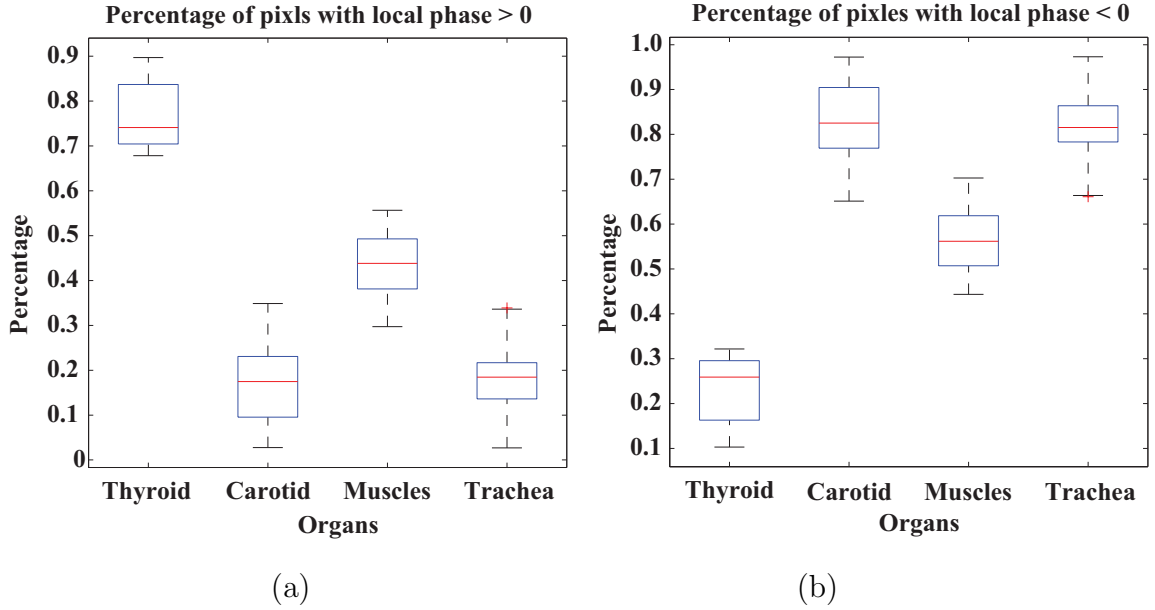 Percentage of pixls with local phase > 0
0.9
0.8
0.7
0.6
0.5
0.4
0.3
0.2
0.1
0
Percentage
Thyroid Carotid Muscles Trachea
Organs
(a)
Percentage of pixles with local phase < 0
1.0
0.9
0.8
0.7
0.6
0.5
0.4
0.3
0.2
0.1
Percentage
Thyroid Carotid Muscles Trachea
Organs
(b)